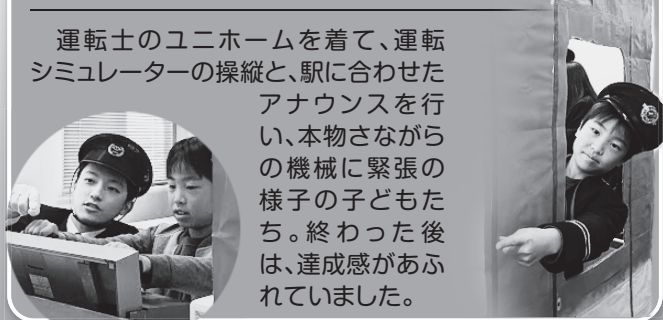 運転士のユニホームを着て、運転
シミュレーターの操縦と、駅に合わせた
アナウンスを行
い、本物さながら
の機械に緊張の
様子の子どもた
ち。終わった後
は、達成感があふ
れていました。